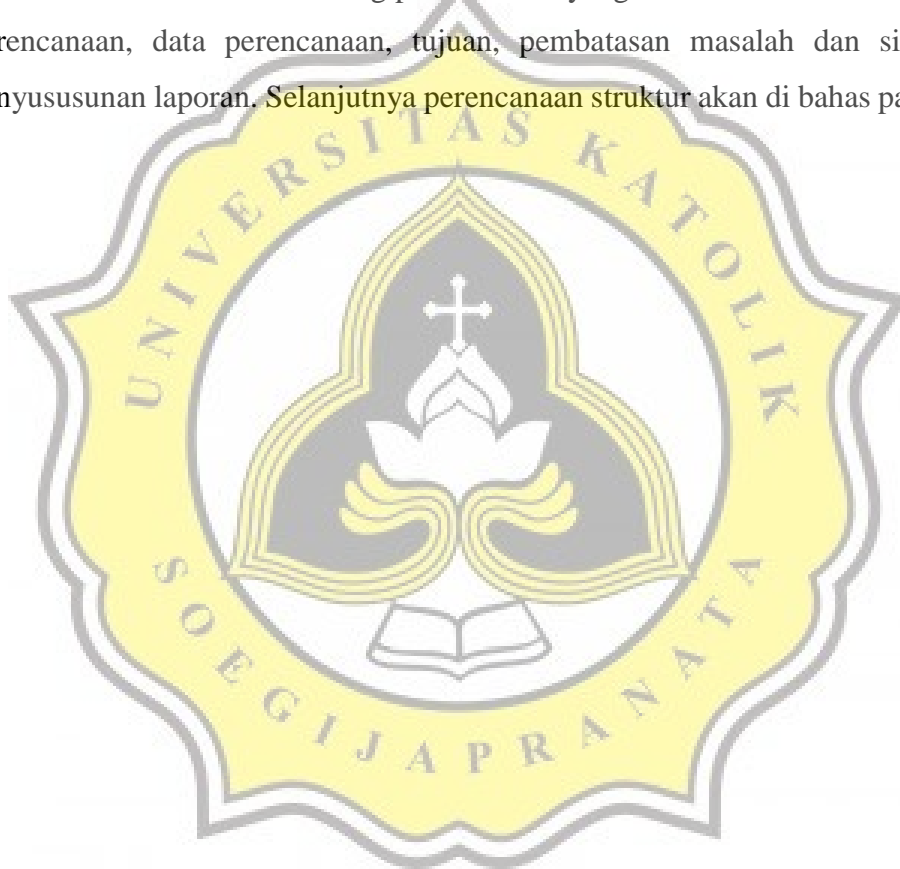 rencanaan, data perencanaan, tujuan, pembatasan masalah dan si
nyususunan laporan. Selanjutnya perencanaan struktur akan di bahas pa
UNIVERSITAS KATOLIK
SOEGIJAPRANATA